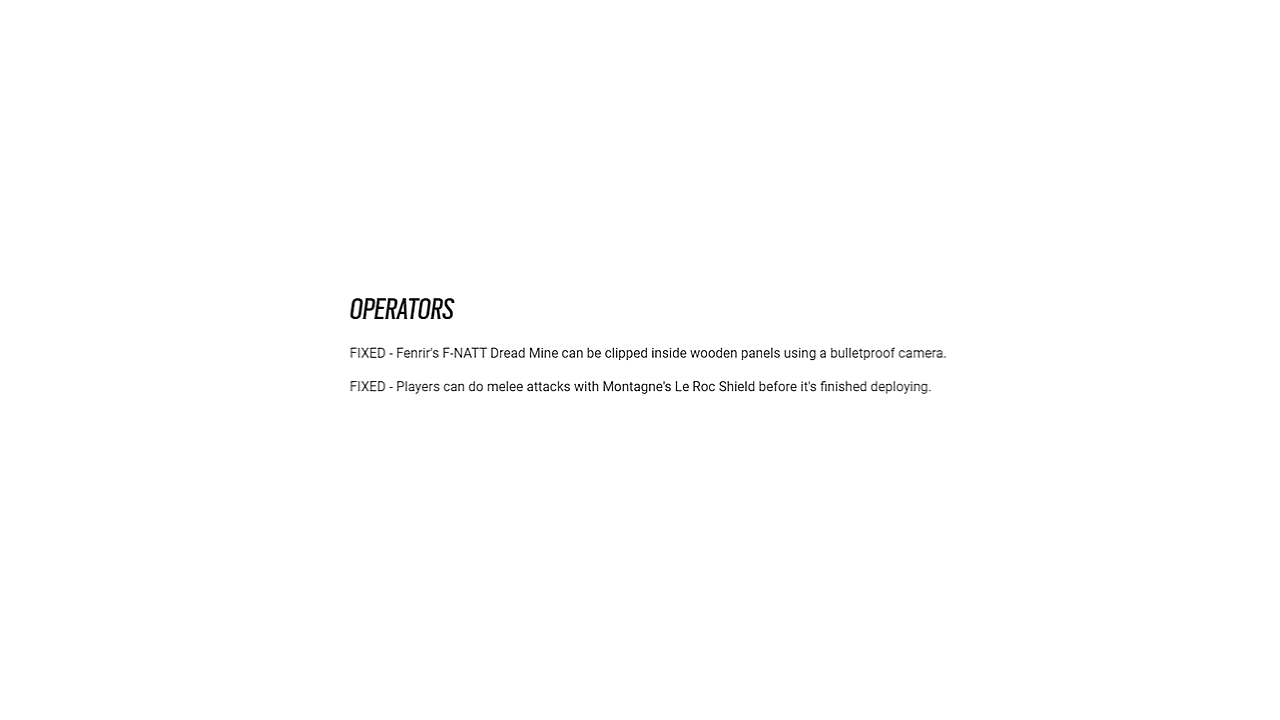 OPERATORS
FIXED - Fenrir's F-NATT Dread Mine can be clipped inside wooden panels using a bulletproof camera.
FIXED - Players can do melee attacks with Montagne's Le Roc Shield before it's finished deploying.